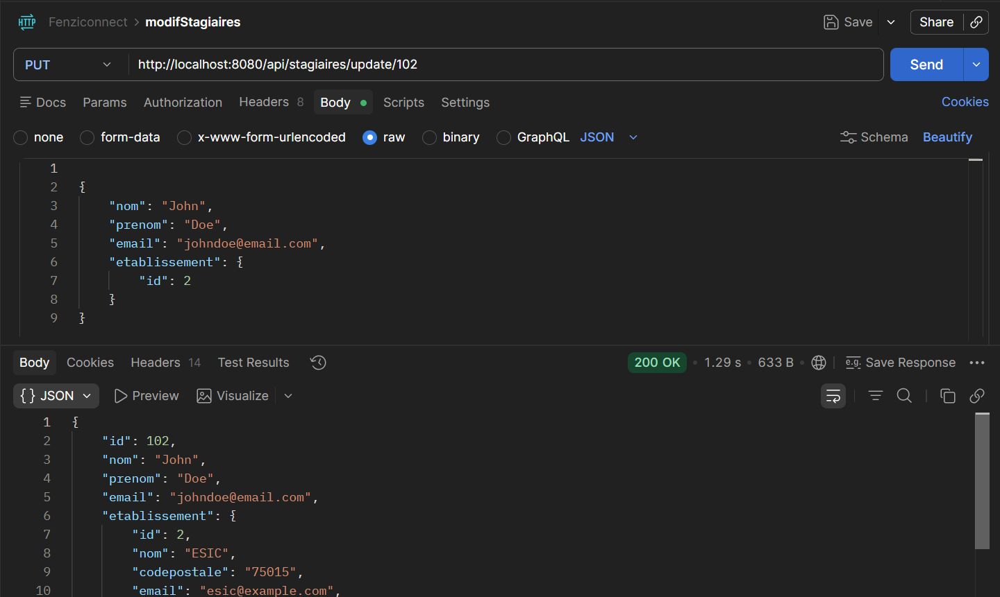 HTTP Fenziconnect > modifStagiaires Save Share
PUT http://localhost:8080/api/stagiaires/update/102 Send
Docs Params Authorization Headers 8 Body Scripts Settings Cookies
none form-data x-www-form-urlencoded raw binary GraphQL JSON Schema Beautify
1
2 {
3 "nom": "John",
4 "prenom": "Doe",
5 "email": "johndoe@email.com",
6 "etablissement": {
7 "id": 2
8 }
9 }
Body Cookies Headers 14 Test Results 200 OK • 1.29 s • 633 B • e.g. Save Response
{} JSON Preview Visualize
1 {
2 "id": 102,
3 "nom": "John",
4 "prenom": "Doe",
5 "email": "johndoe@email.com",
6 "etablissement": {
7 "id": 2,
8 "nom": "ESIC",
9 "codepostale": "75015",
10 "email": "esic@example.com",